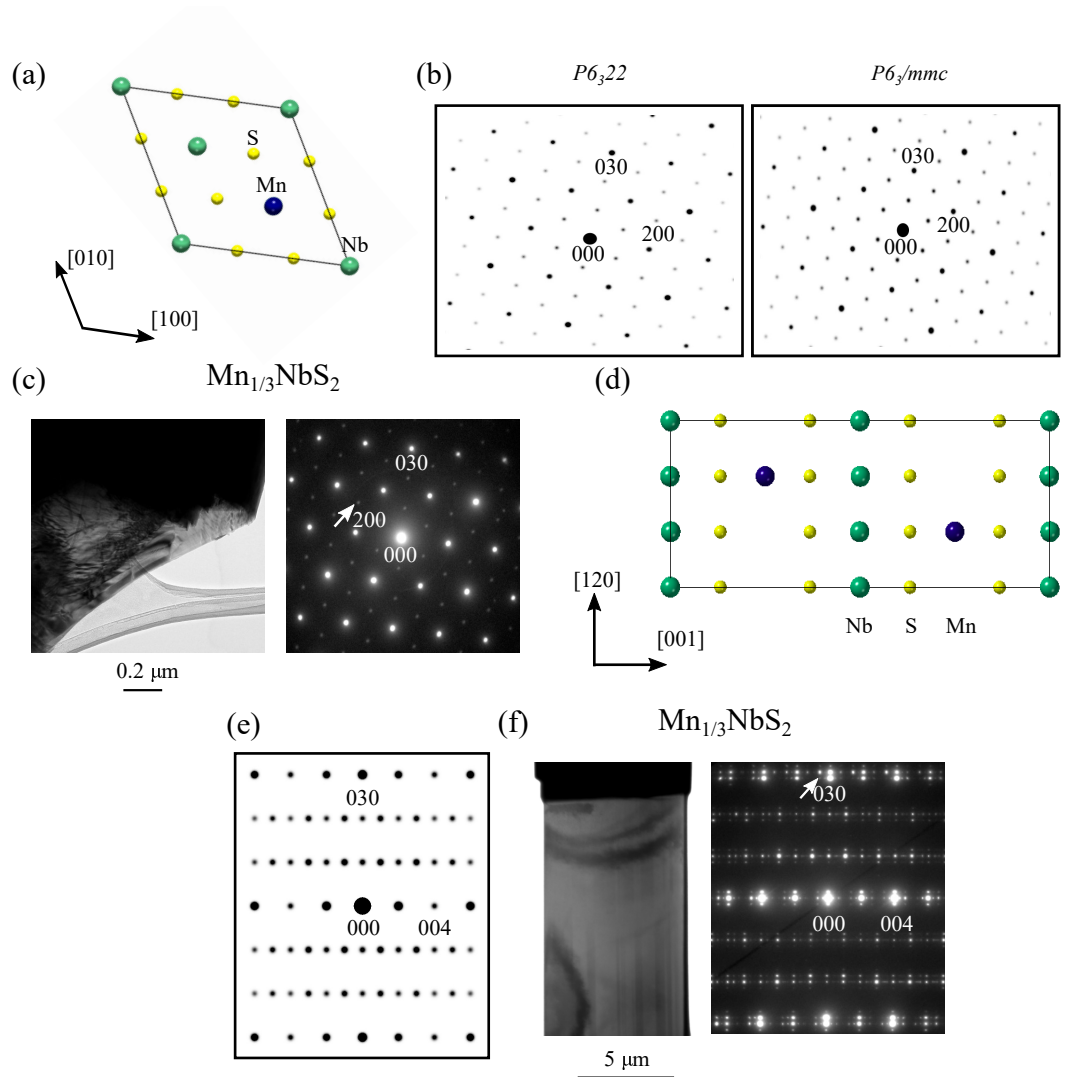 (a)
S
Mn
Nb
[010]
[100]
(b)
P6₃22
P6₃/mmc
030
200
000
030
200
000
(c)
Mn₁/₃NbS₂
030
200
000
0.2 μm
(d)
[120]
[001]
Nb S Mn
(e)
030
000
004
(f)
Mn₁/₃NbS₂
030
000
004
5 μm